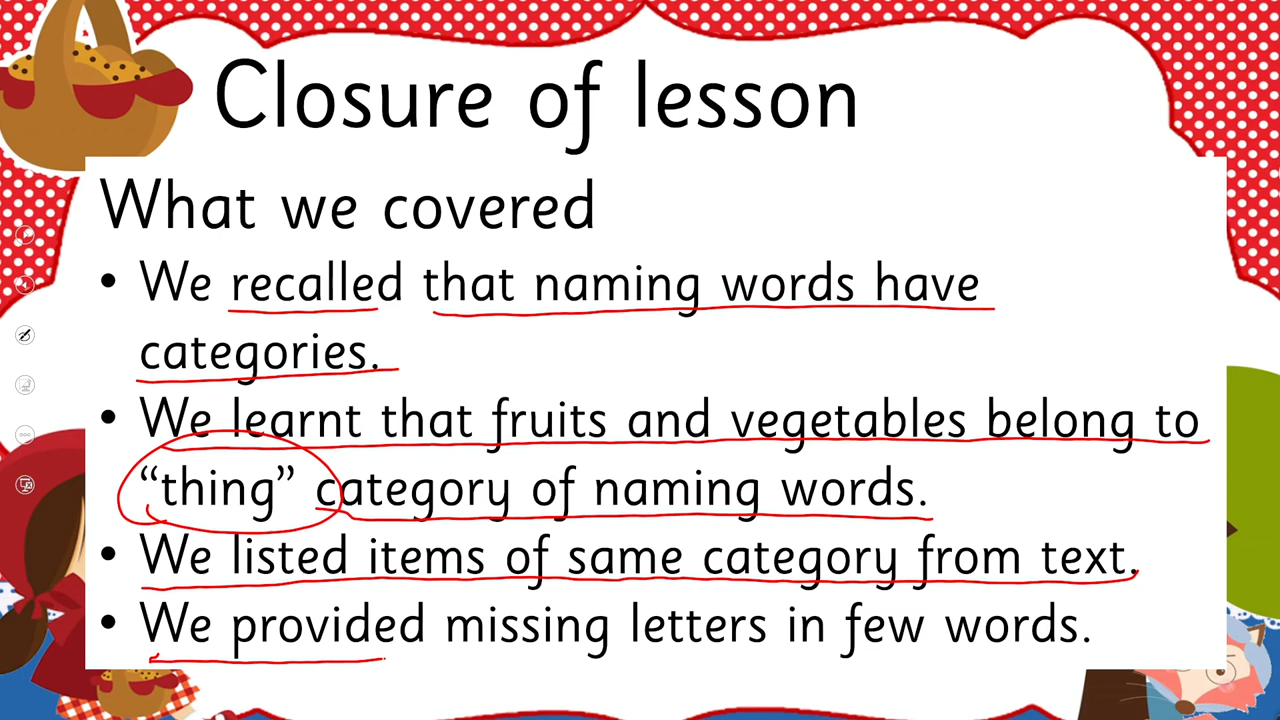 Closure of lesson
What we covered
• We recalled that naming words have
categories.
• We learnt that fruits and vegetables belong to
“thing” category of naming words.
• We listed items of same category from text.
• We provided missing letters in few words.